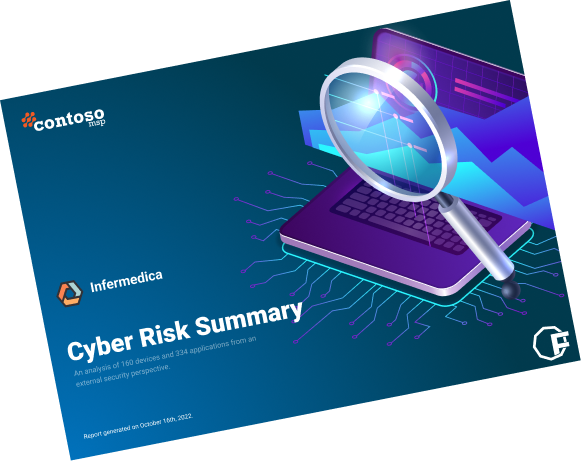 contoso
msp
Infermedica
Cyber Risk Summary
An analysis of 160 devices and 334 applications from an
external security perspective.
Report generated on October 16th, 2022.